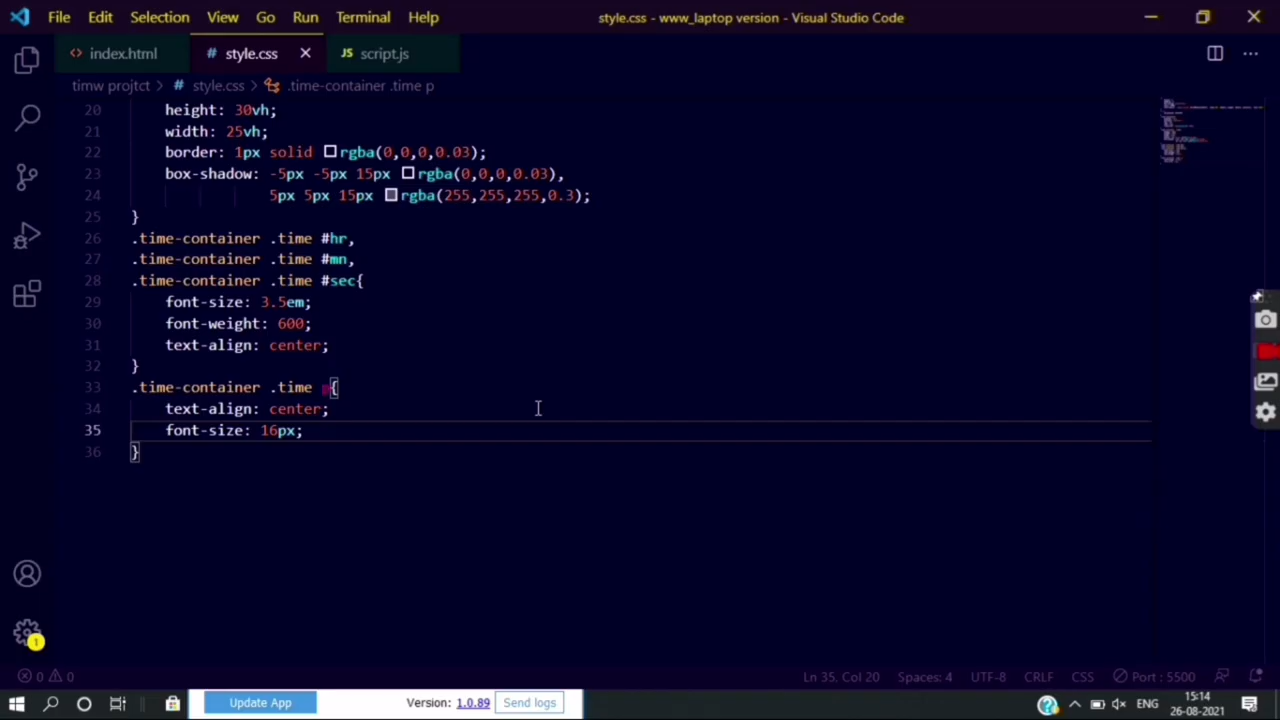 File Edit Selection View Go Run Terminal Help
style.css - www_laptop version - Visual Studio Code
<> index.html # style.css × JS script.js
timw projtct > # style.css > .time-container .time p
20 height: 30vh;
21 width: 25vh;
22 border: 1px solid rgba(0,0,0,0.03);
23 box-shadow: -5px -5px 15px rgba(0,0,0,0.03),
24 5px 5px 15px rgba(255,255,255,0.3);
25 }
26 .time-container .time #hr,
27 .time-container .time #mn,
28 .time-container .time #sec{
29 font-size: 3.5em;
30 font-weight: 600;
31 text-align: center;
32 }
33 .time-container .time p{
34 text-align: center;
35 font-size: 16px;
36 }
1
0 0 Ln 35, Col 20 Spaces: 4 UTF-8 CRLF CSS Port : 5500
Update App Version: 1.0.89 Send logs ENG 15:14
26-08-2021